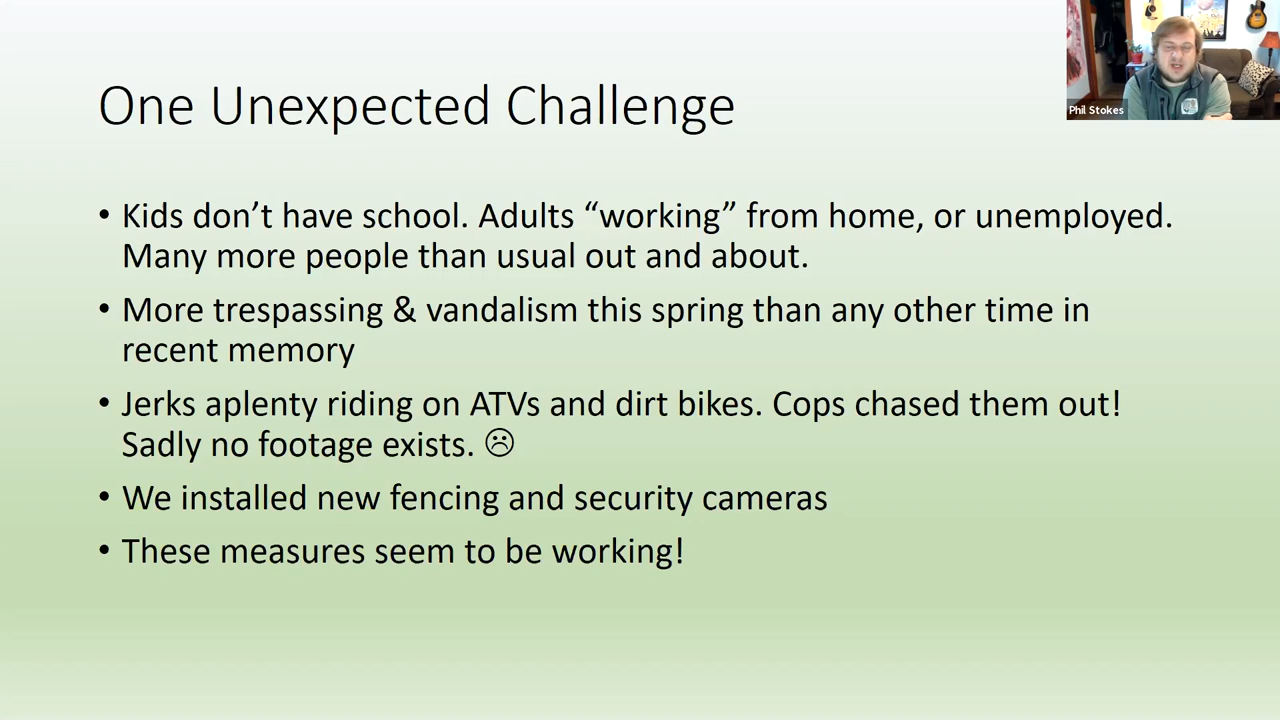 One Unexpected Challenge
Phil Stokes
• Kids don’t have school. Adults “working” from home, or unemployed.
Many more people than usual out and about.
• More trespassing & vandalism this spring than any other time in
recent memory
• Jerks aplenty riding on ATVs and dirt bikes. Cops chased them out!
Sadly no footage exists. ☹
• We installed new fencing and security cameras
• These measures seem to be working!